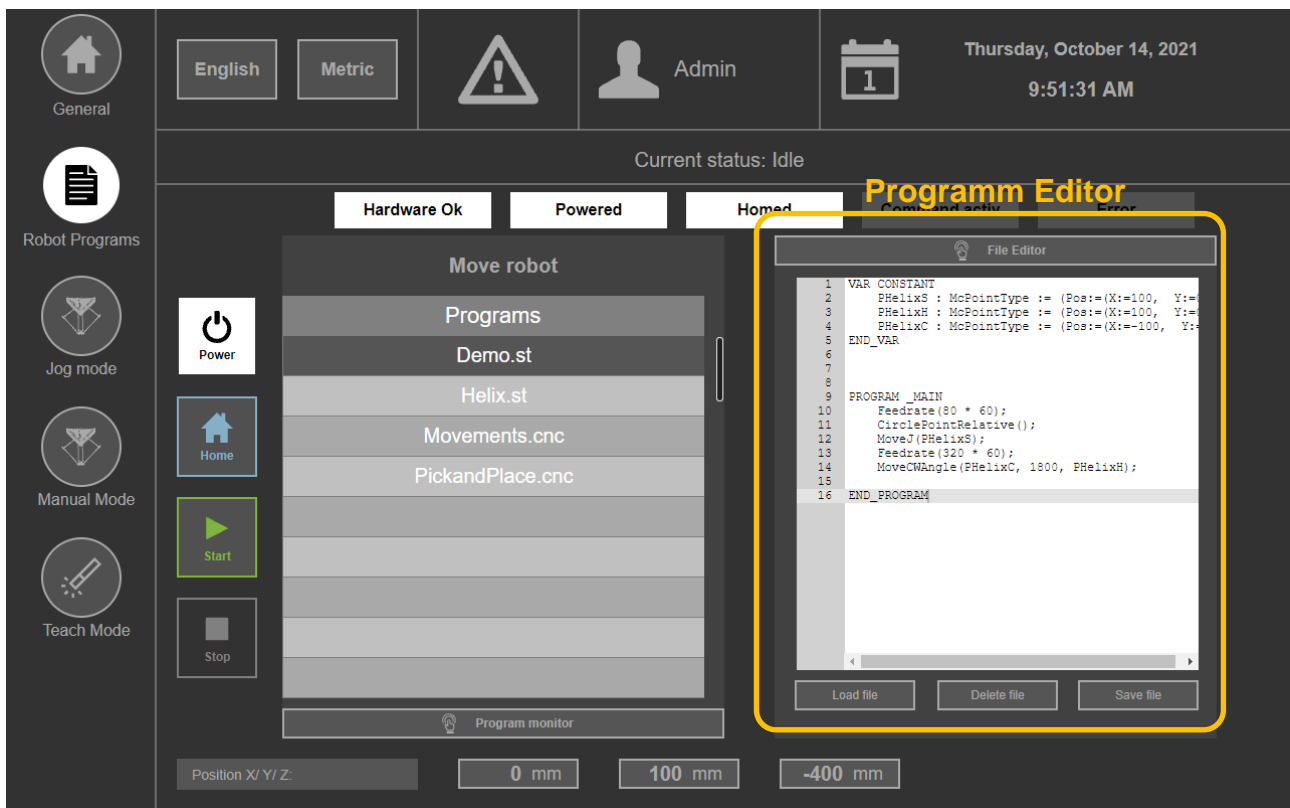 General
English
Metric
Admin
1
Thursday, October 14, 2021
9:51:31 AM
Current status: Idle
Robot Programs
Jog mode
Manual Mode
Teach Mode
Hardware Ok
Powered
Homed
Command activ
Error
Programm Editor
Power
Home
Start
Stop
Move robot
Programs
Demo.st
Helix.st
Movements.cnc
PickandPlace.cnc
Program monitor
File Editor
1 VAR CONSTANT
2 PHelixS : McPointType := (Pos:=(X:=100, Y:=
3 PHelixH : McPointType := (Pos:=(X:=100, Y:=
4 PHelixC : McPointType := (Pos:=(X:=-100, Y:
5 END_VAR
6
7
8
9 PROGRAM _MAIN
10 Feedrate(80 * 60);
11 CirclePointRelative();
12 MoveJ(PHelixS);
13 Feedrate(320 * 60);
14 MoveCWAngle(PHelixC, 1800, PHelixH);
15
16 END_PROGRAM
Load file
Delete file
Save file
Position X/ Y/ Z:
0 mm
100 mm
-400 mm